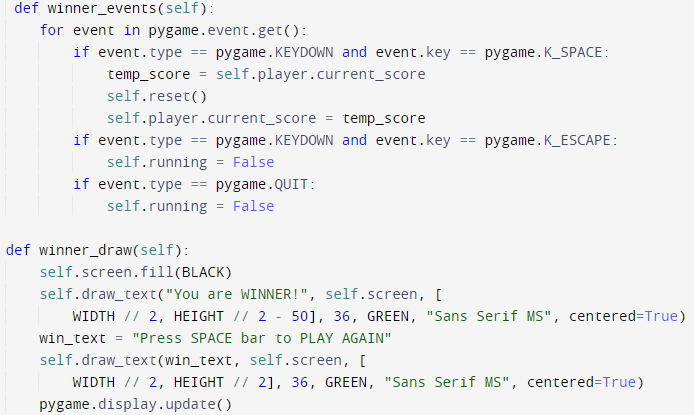 def winner_events(self):
for event in pygame.event.get():
if event.type == pygame.KEYDOWN and event.key == pygame.K_SPACE:
temp_score = self.player.current_score
self.reset()
self.player.current_score = temp_score
if event.type == pygame.KEYDOWN and event.key == pygame.K_ESCAPE:
self.running = False
if event.type == pygame.QUIT:
self.running = False
def winner_draw(self):
self.screen.fill(BLACK)
self.draw_text("You are WINNER!", self.screen, [
WIDTH // 2, HEIGHT // 2 - 50], 36, GREEN, "Sans Serif MS", centered=True)
win_text = "Press SPACE bar to PLAY AGAIN"
self.draw_text(win_text, self.screen, [
WIDTH // 2, HEIGHT // 2], 36, GREEN, "Sans Serif MS", centered=True)
pygame.display.update()